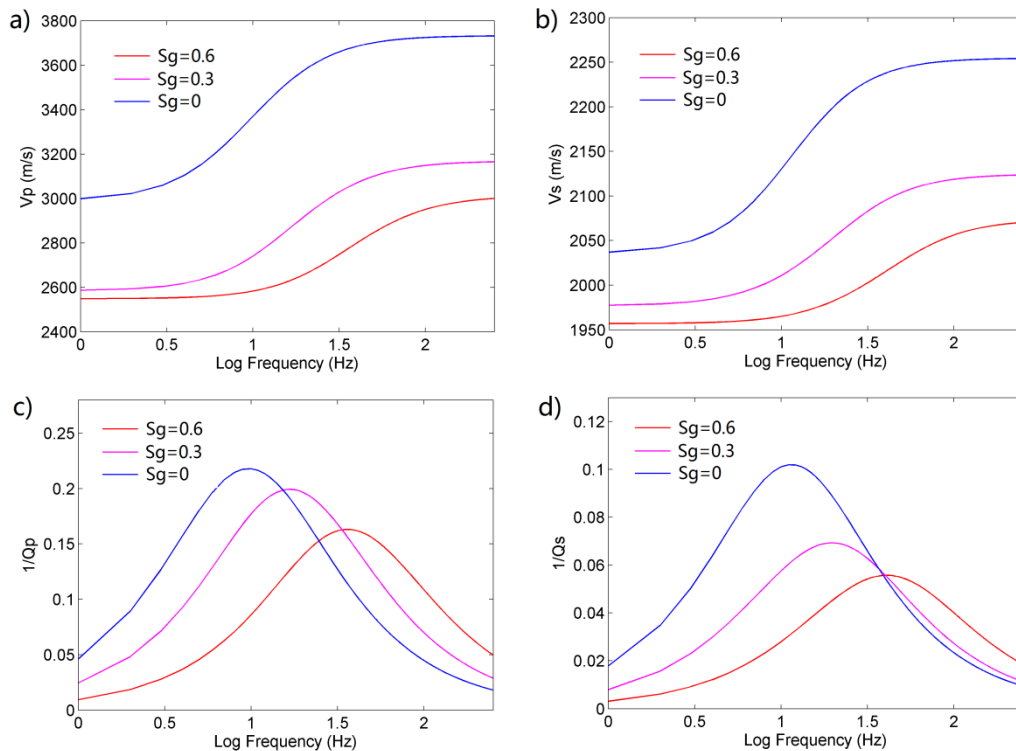 a)
3800
3600
3400
3200
3000
2800
2600
2400
Vp (m/s)
Sg=0.6
Sg=0.3
Sg=0
0 0.5 1 1.5 2
Log Frequency (Hz)
b)
2300
2250
2200
2150
2100
2050
2000
1950
Vs (m/s)
Sg=0.6
Sg=0.3
Sg=0
0 0.5 1 1.5 2
Log Frequency (Hz)
c)
0.25
0.2
0.15
0.1
0.05
0
1/Qp
Sg=0.6
Sg=0.3
Sg=0
0 0.5 1 1.5 2
Log Frequency (Hz)
d)
0.12
0.1
0.08
0.06
0.04
0.02
0
1/Qs
Sg=0.6
Sg=0.3
Sg=0
0 0.5 1 1.5 2
Log Frequency (Hz)